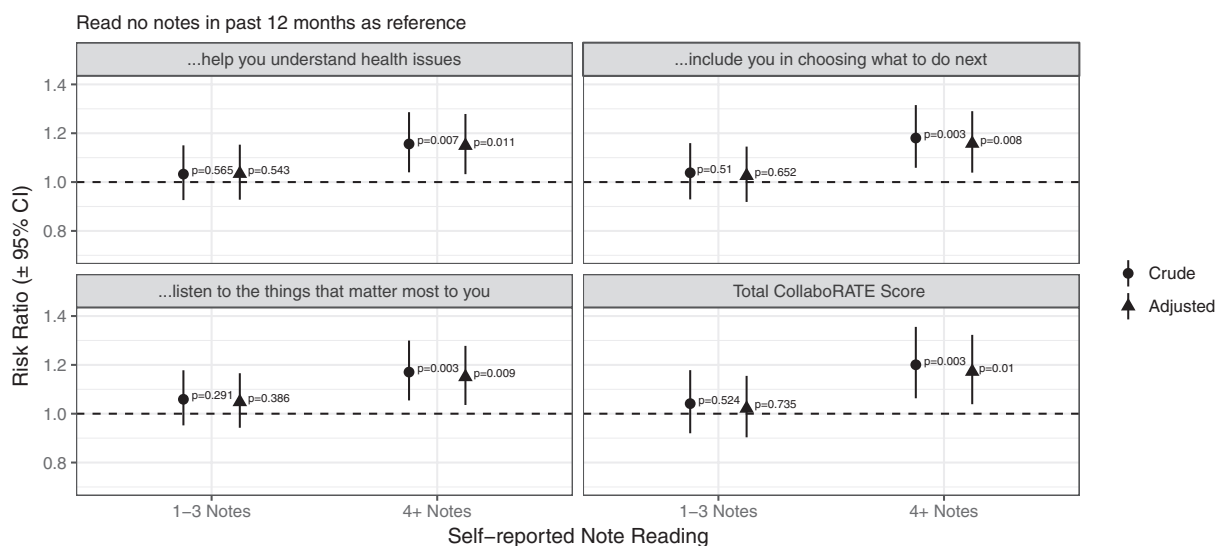 Read no notes in past 12 months as reference
...help you understand health issues
...include you in choosing what to do next
1.4
1.2
1.0
0.8
p=0.565
p=0.543
p=0.007
p=0.011
p=0.51
p=0.652
p=0.003
p=0.008
...listen to the things that matter most to you
Total CollaboRATE Score
1.4
1.2
1.0
0.8
p=0.291
p=0.386
p=0.003
p=0.009
p=0.524
p=0.735
p=0.003
p=0.01
Risk Ratio (± 95% CI)
1−3 Notes
4+ Notes
1−3 Notes
4+ Notes
Self−reported Note Reading
Crude
Adjusted